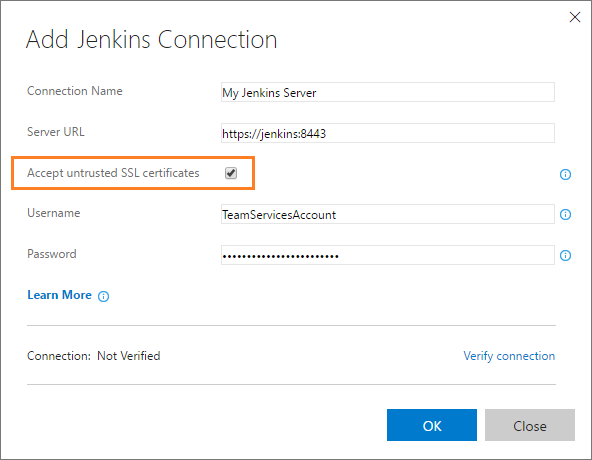 Add Jenkins Connection
Connection Name My Jenkins Server
Server URL https://jenkins:8443
Accept untrusted SSL certificates
Username TeamServicesAccount
Password ••••••••••••••••••••••••
Learn More
Connection: Not Verified Verify connection
OK Close